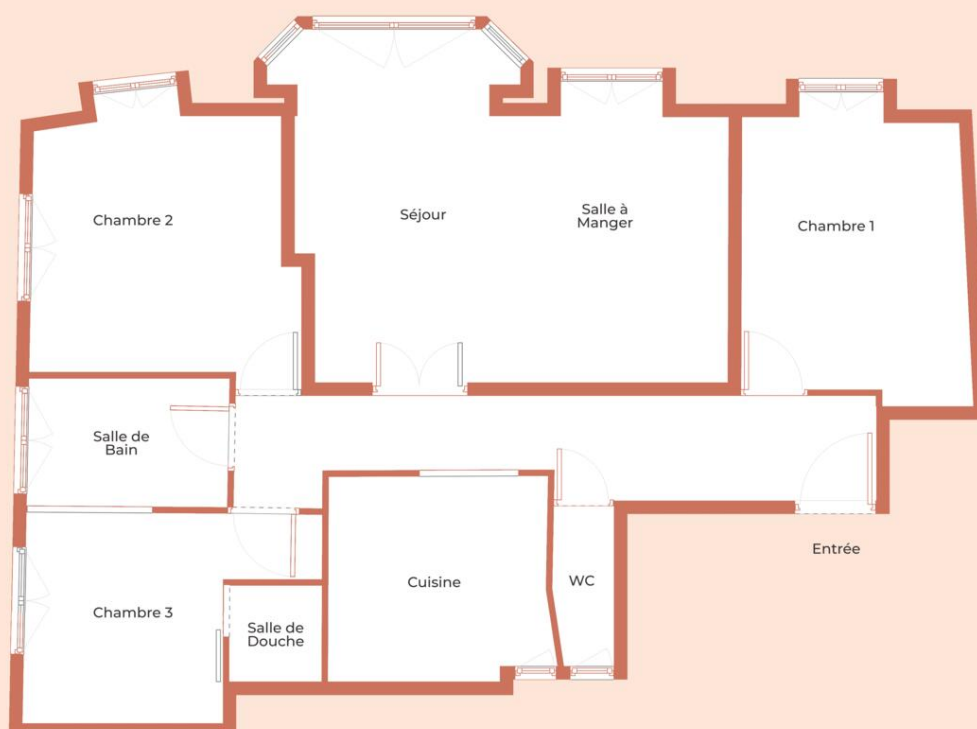 Chambre 2
Séjour
Salle à
Manger
Chambre 1
Salle de
Bain
Entrée
Cuisine
WC
Chambre 3
Salle de
Douche